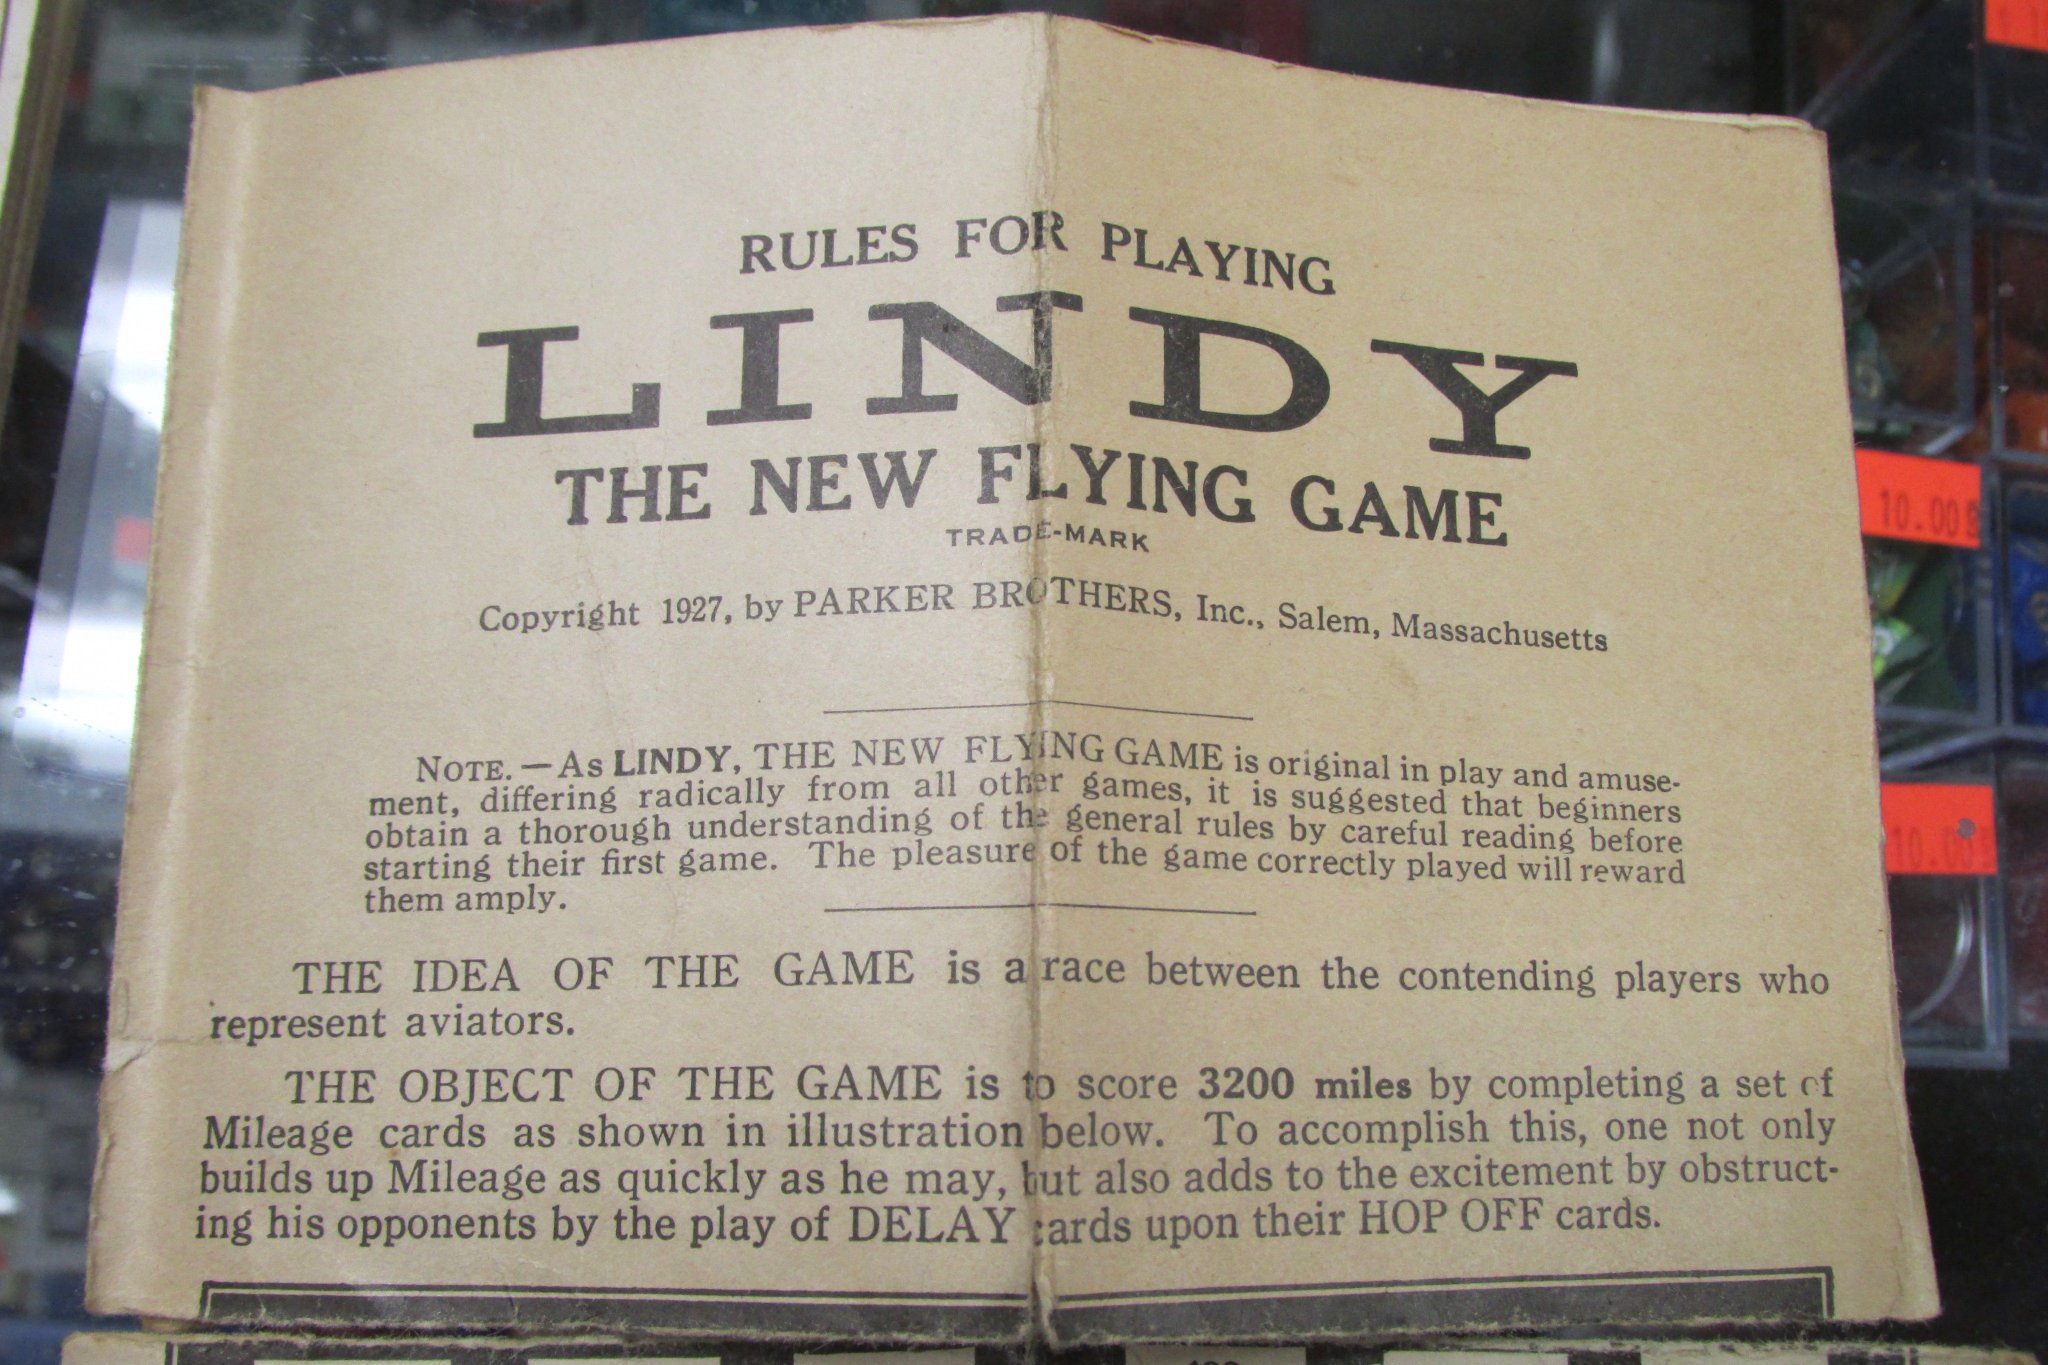 RULES FOR PLAYING
LINDY
THE NEW FLYING GAME
TRADE-MARK
Copyright 1927, by PARKER BROTHERS, Inc., Salem, Massachusetts
NOTE.—As LINDY, THE NEW FLYING GAME is original in play and amuse-
ment, differing radically from all other games, it is suggested that beginners
obtain a thorough understanding of the general rules by careful reading before
starting their first game. The pleasure of the game correctly played will reward
them amply.
THE IDEA OF THE GAME is a race between the contending players who
represent aviators.
THE OBJECT OF THE GAME is to score 3200 miles by completing a set of
Mileage cards as shown in illustration below. To accomplish this, one not only
builds up Mileage as quickly as he may, but also adds to the excitement by obstruct-
ing his opponents by the play of DELAY cards upon their HOP OFF cards.
10.00